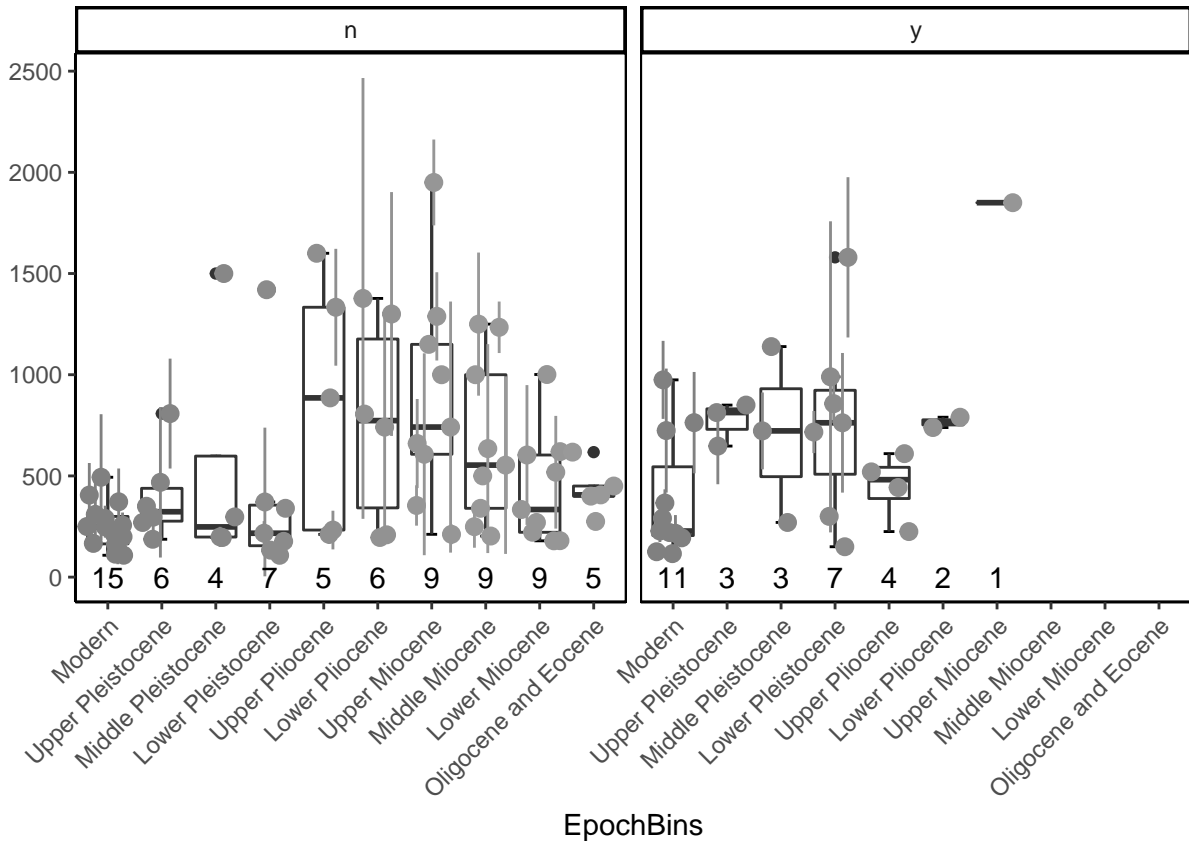 n y
2500
2000
1500
1000
500
0
15 6 4 7 5 6 9 9 9 5 11 3 3 7 4 2 1
Modern
Upper Pleistocene
Middle Pleistocene
Lower Pleistocene
Upper Pliocene
Lower Pliocene
Upper Miocene
Middle Miocene
Lower Miocene
Oligocene and Eocene
Modern
Upper Pleistocene
Middle Pleistocene
Lower Pleistocene
Upper Pliocene
Lower Pliocene
Upper Miocene
Middle Miocene
Lower Miocene
Oligocene and Eocene
EpochBins